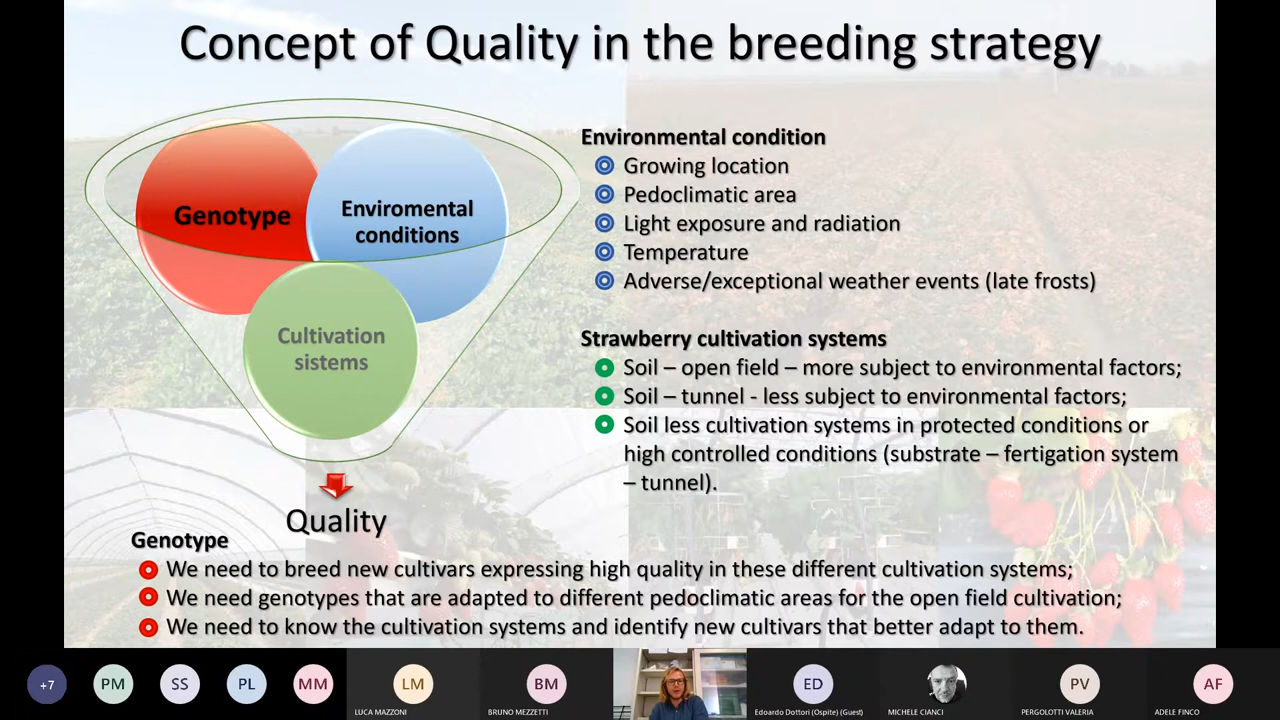 Concept of Quality in the breeding strategy
Genotype
Enviromental
conditions
Cultivation
sistems
Quality
Environmental condition
Growing location
Pedoclimatic area
Light exposure and radiation
Temperature
Adverse/exceptional weather events (late frosts)
Strawberry cultivation systems
Soil – open field – more subject to environmental factors;
Soil – tunnel - less subject to environmental factors;
Soil less cultivation systems in protected conditions or
high controlled conditions (substrate – fertigation system
– tunnel).
Genotype
We need to breed new cultivars expressing high quality in these different cultivation systems;
We need genotypes that are adapted to different pedoclimatic areas for the open field cultivation;
We need to know the cultivation systems and identify new cultivars that better adapt to them.
+7
PM
SS
PL
MM
LM
LUCA MAZZONI
BM
BRUNO MEZZETTI
ED
Edoardo Dottori (Ospite) (Guest)
MICHELE CIANCI
PV
PERGOLOTTI VALERIA
AF
ADELE FINCO